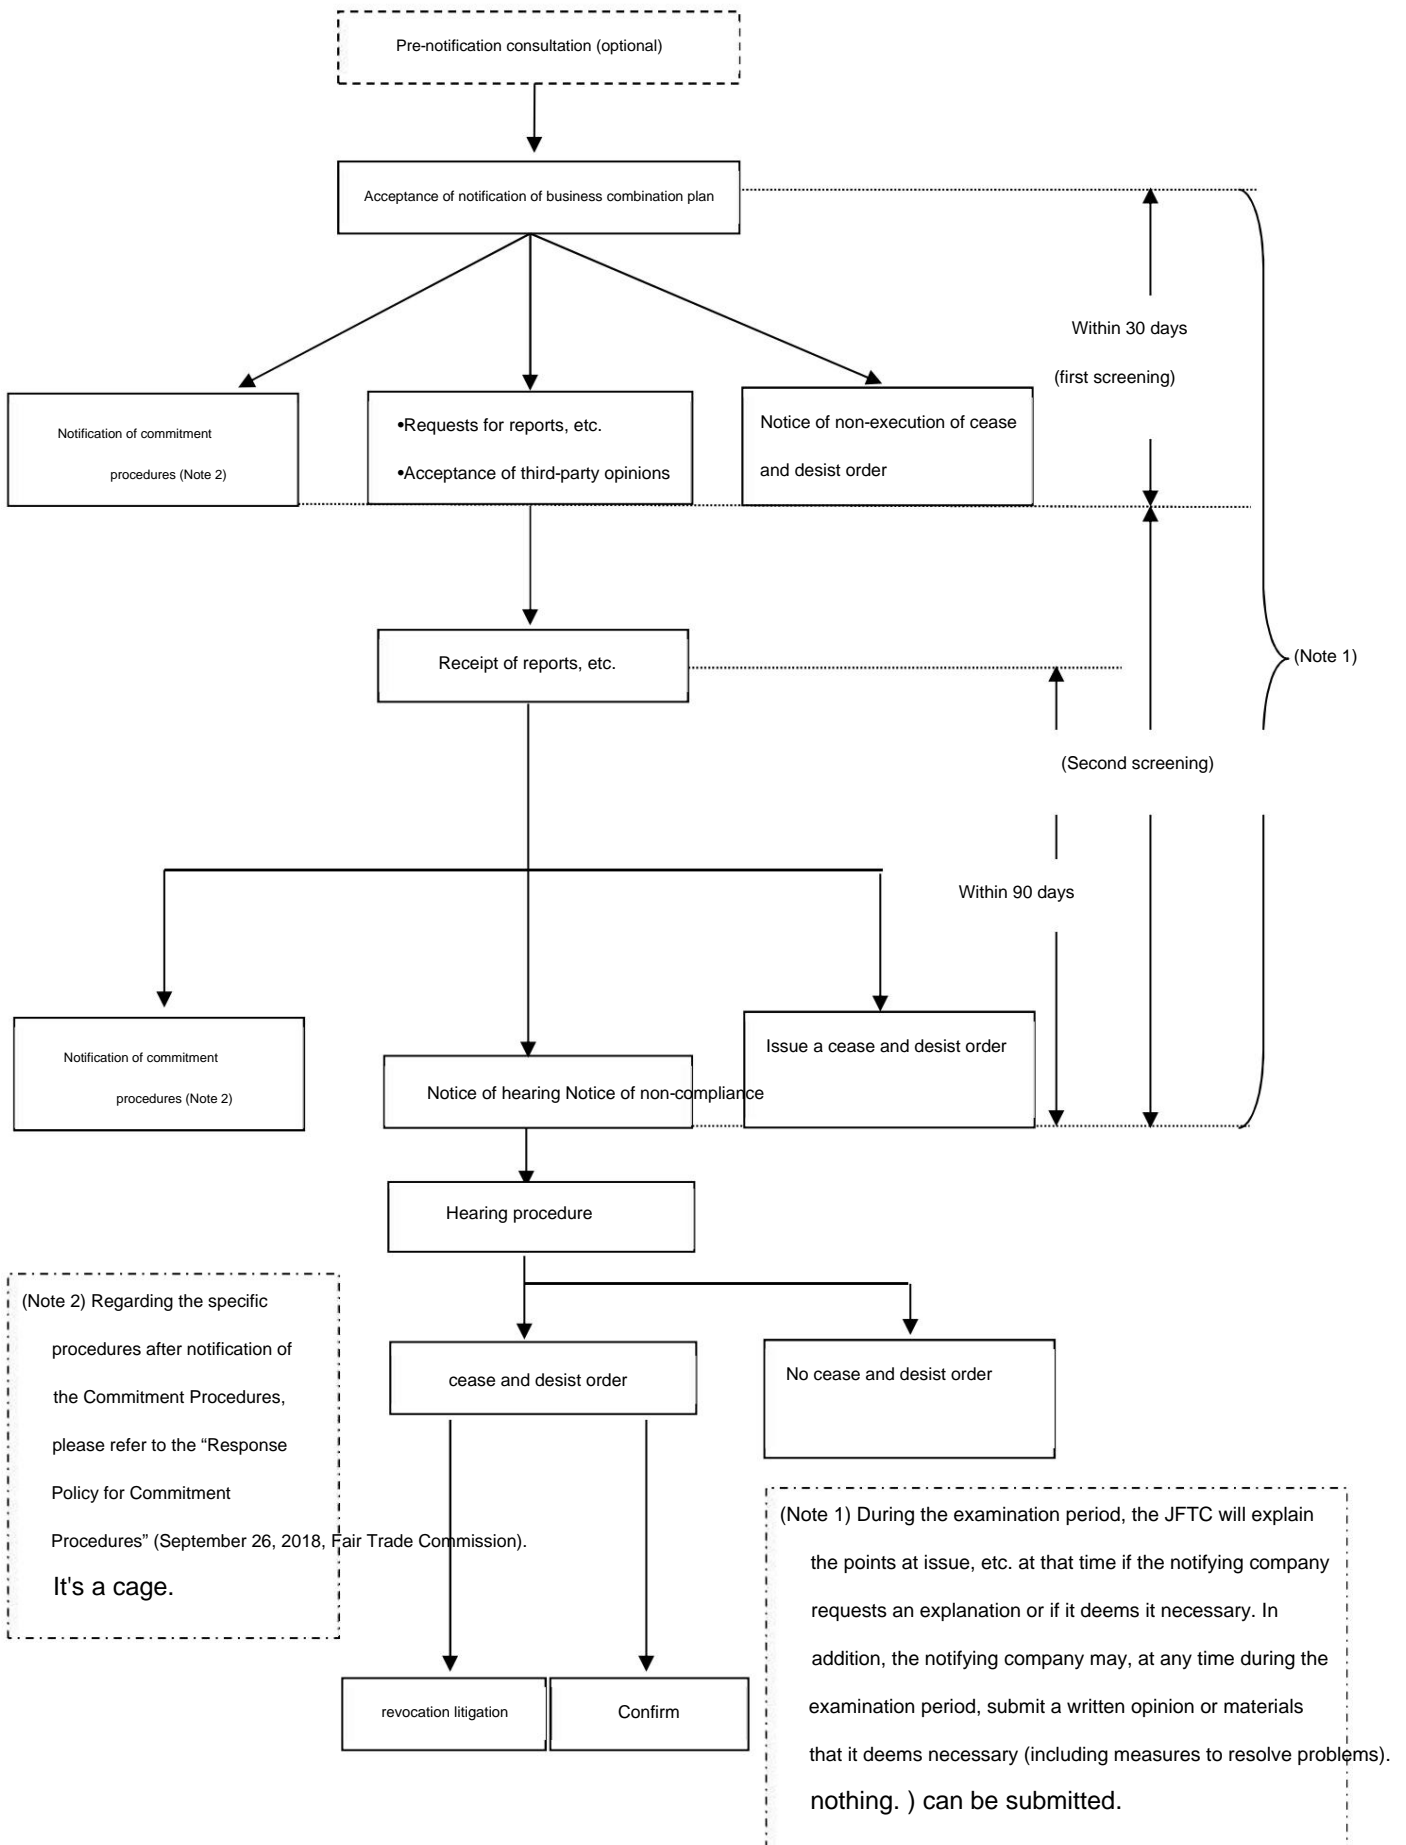 Pre-notification consultation (optional)
Acceptance of notification of business combination plan
Within 30 days
(first screening)
Notification of commitment
procedures (Note 2)
•Requests for reports, etc.
•Acceptance of third-party opinions
Notice of non-execution of cease
and desist order
Receipt of reports, etc.
(Note 1)
(Second screening)
Within 90 days
Notification of commitment
procedures (Note 2)
Notice of hearing Notice of non-compliance
Issue a cease and desist order
Hearing procedure
(Note 2) Regarding the specific
procedures after notification of
the Commitment Procedures,
please refer to the “Response
Policy for Commitment
Procedures” (September 26, 2018, Fair Trade Commission).
It's a cage.
cease and desist order
No cease and desist order
(Note 1) During the examination period, the JFTC will explain
the points at issue, etc. at that time if the notifying company
requests an explanation or if it deems it necessary. In
addition, the notifying company may, at any time during the
examination period, submit a written opinion or materials
that it deems necessary (including measures to resolve problems).
nothing. ) can be submitted.
revocation litigation
Confirm